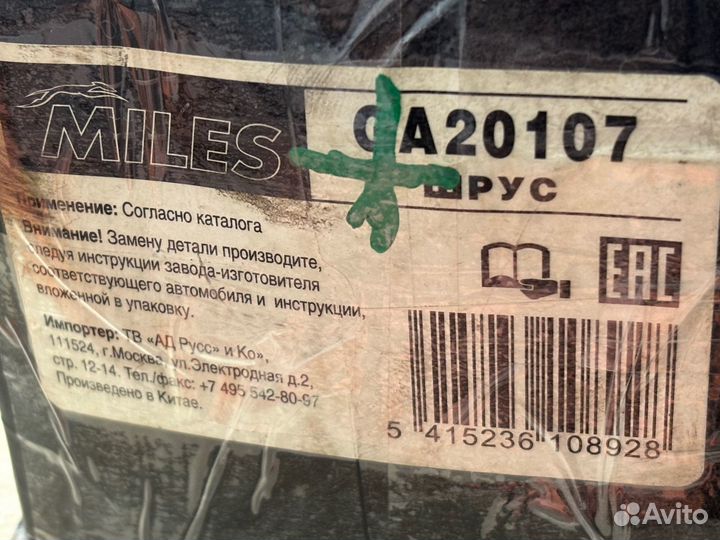 MILES
GA20107
ШРУС
Применение: Согласно каталога
Внимание! Замену детали производите,
следуя инструкции завода-изготовителя
соответствующего автомобиля и инструкции,
вложенной в упаковку.
Импортер: ТВ «АД Русс» и Ко»,
111524, г.Москва, ул.Электродная д.2,
стр. 12-14. Тел./факс: +7 495 542-80-97
Произведено в Китае.
EAC
5 415236 108928
Avito